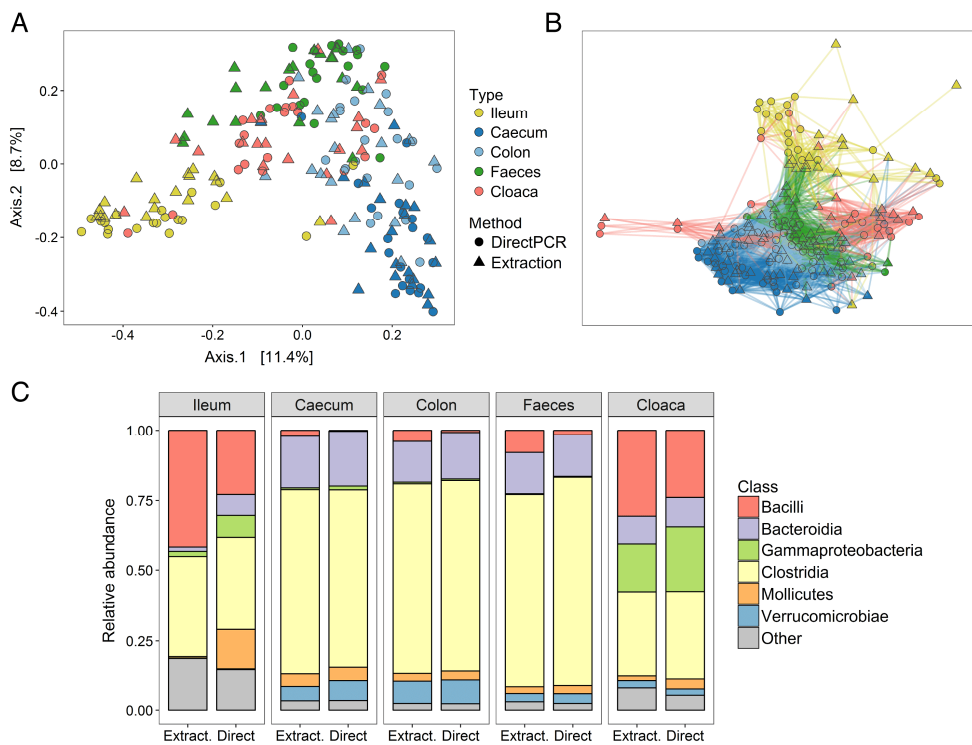 A
B
0.2
0.0
-0.2
-0.4
Axis.2 [8.7%]
-0.4 -0.2 0.0 0.2
Axis.1 [11.4%]
Type
Ileum
Caecum
Colon
Faeces
Cloaca
Method
DirectPCR
Extraction
C
Ileum Caecum Colon Faeces Cloaca
1.00
0.75
0.50
0.25
0.00
Relative abundance
Extract. Direct Extract. Direct Extract. Direct Extract. Direct Extract. Direct
Class
Bacilli
Bacteroidia
Gammaproteobacteria
Clostridia
Mollicutes
Verrucomicrobiae
Other